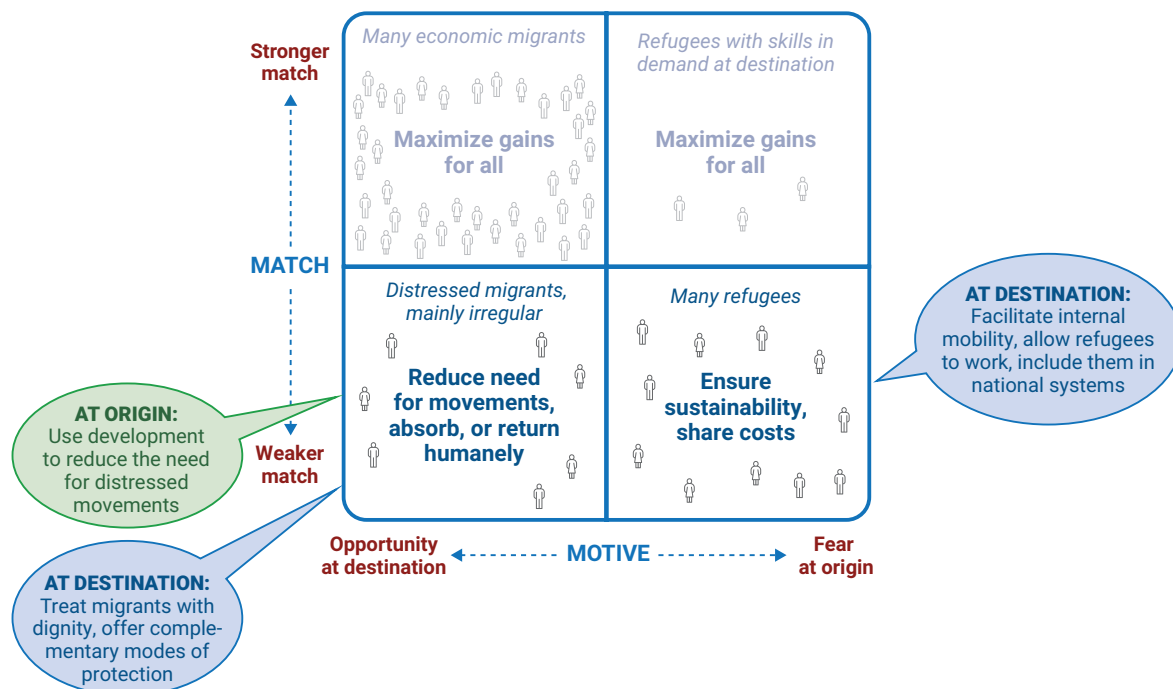 Many economic migrants
Refugees with skills in
demand at destination
Stronger
match
Maximize gains
for all
Maximize gains
for all
MATCH
Distressed migrants,
mainly irregular
Many refugees
AT DESTINATION:
Facilitate internal
mobility, allow refugees
to work, include them in
national systems
Reduce need
for movements,
absorb, or return
humanely
Ensure
sustainability,
share costs
AT ORIGIN:
Use development
to reduce the need
for distressed
movements
Weaker
match
Opportunity
at destination
MOTIVE
Fear
at origin
AT DESTINATION:
Treat migrants with
dignity, offer comple-
mentary modes of
protection